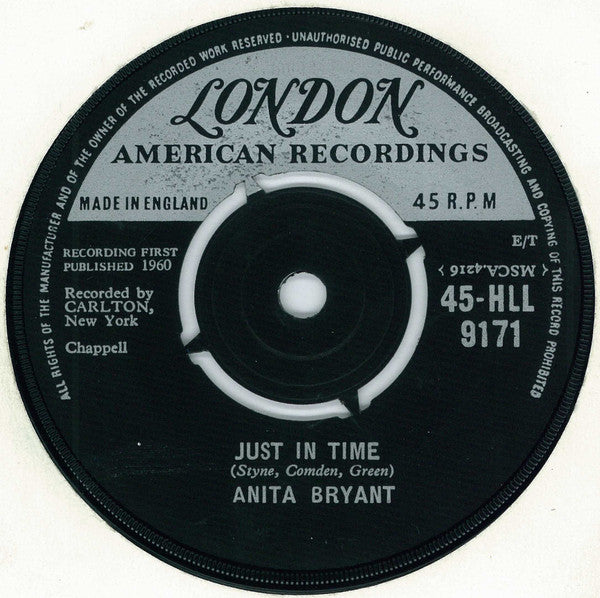 ALL RIGHTS OF THE MANUFACTURER AND OF THE OWNER OF THE RECORDED WORK RESERVED · UNAUTHORISED PUBLIC PERFORMANCE BROADCASTING AND COPYING OF THIS RECORD PROHIBITED
LONDON
AMERICAN RECORDINGS
MADE IN ENGLAND
45 R.P.M
E/T
RECORDING FIRST
PUBLISHED 1960
Recorded by
CARLTON,
New York
Chappell
< MSCA.4216 >
45-HLL
9171
JUST IN TIME
(Styne, Comden, Green)
ANITA BRYANT